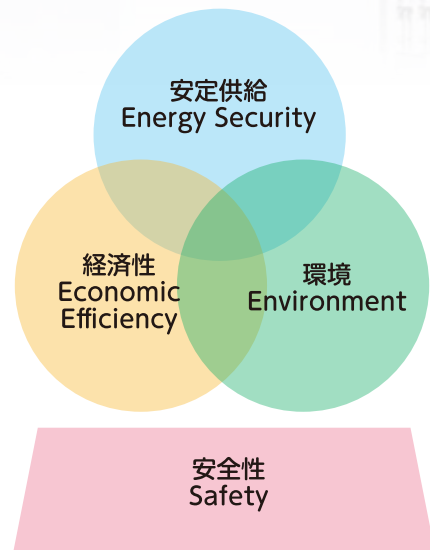 安定供給
Energy Security
経済性
Economic
Efficiency
環境
Environment
安全性
Safety